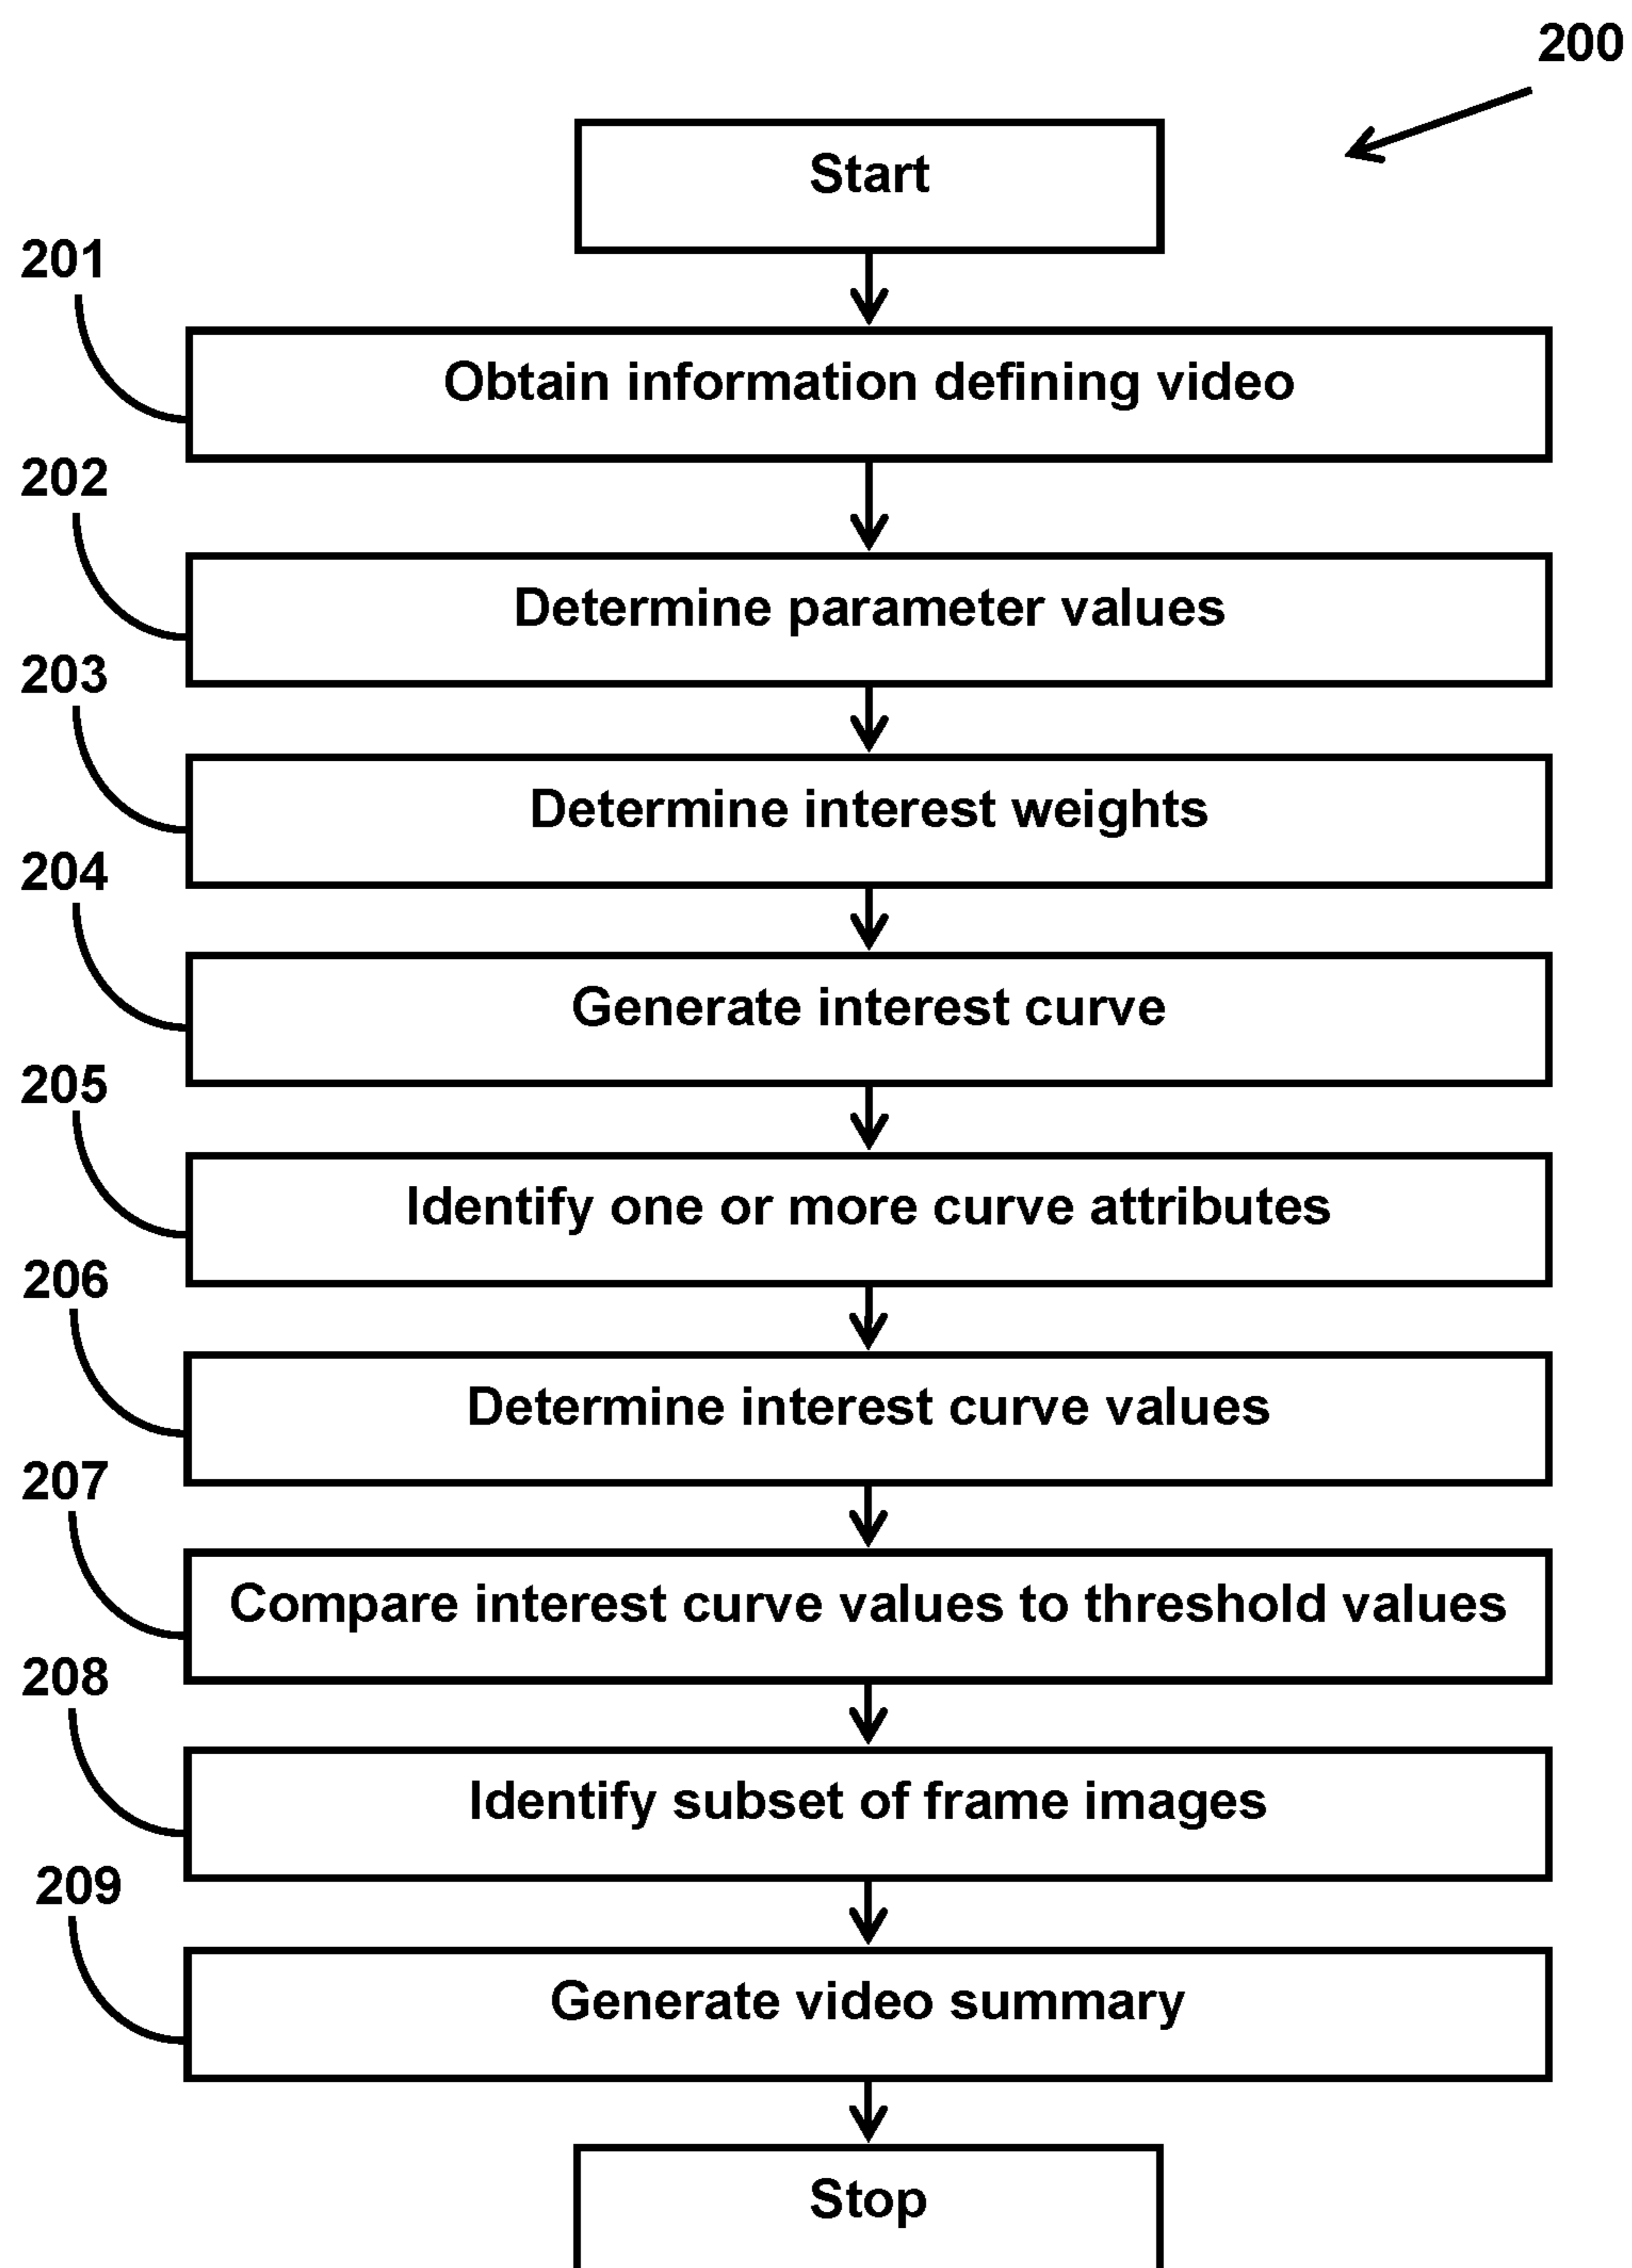 200
Start
201
Obtain information defining video
202
Determine parameter values
203
Determine interest weights
204
Generate interest curve
205
Identify one or more curve attributes
206
Determine interest curve values
207
Compare interest curve values to threshold values
208
Identify subset of frame images
209
Generate video summary
Stop